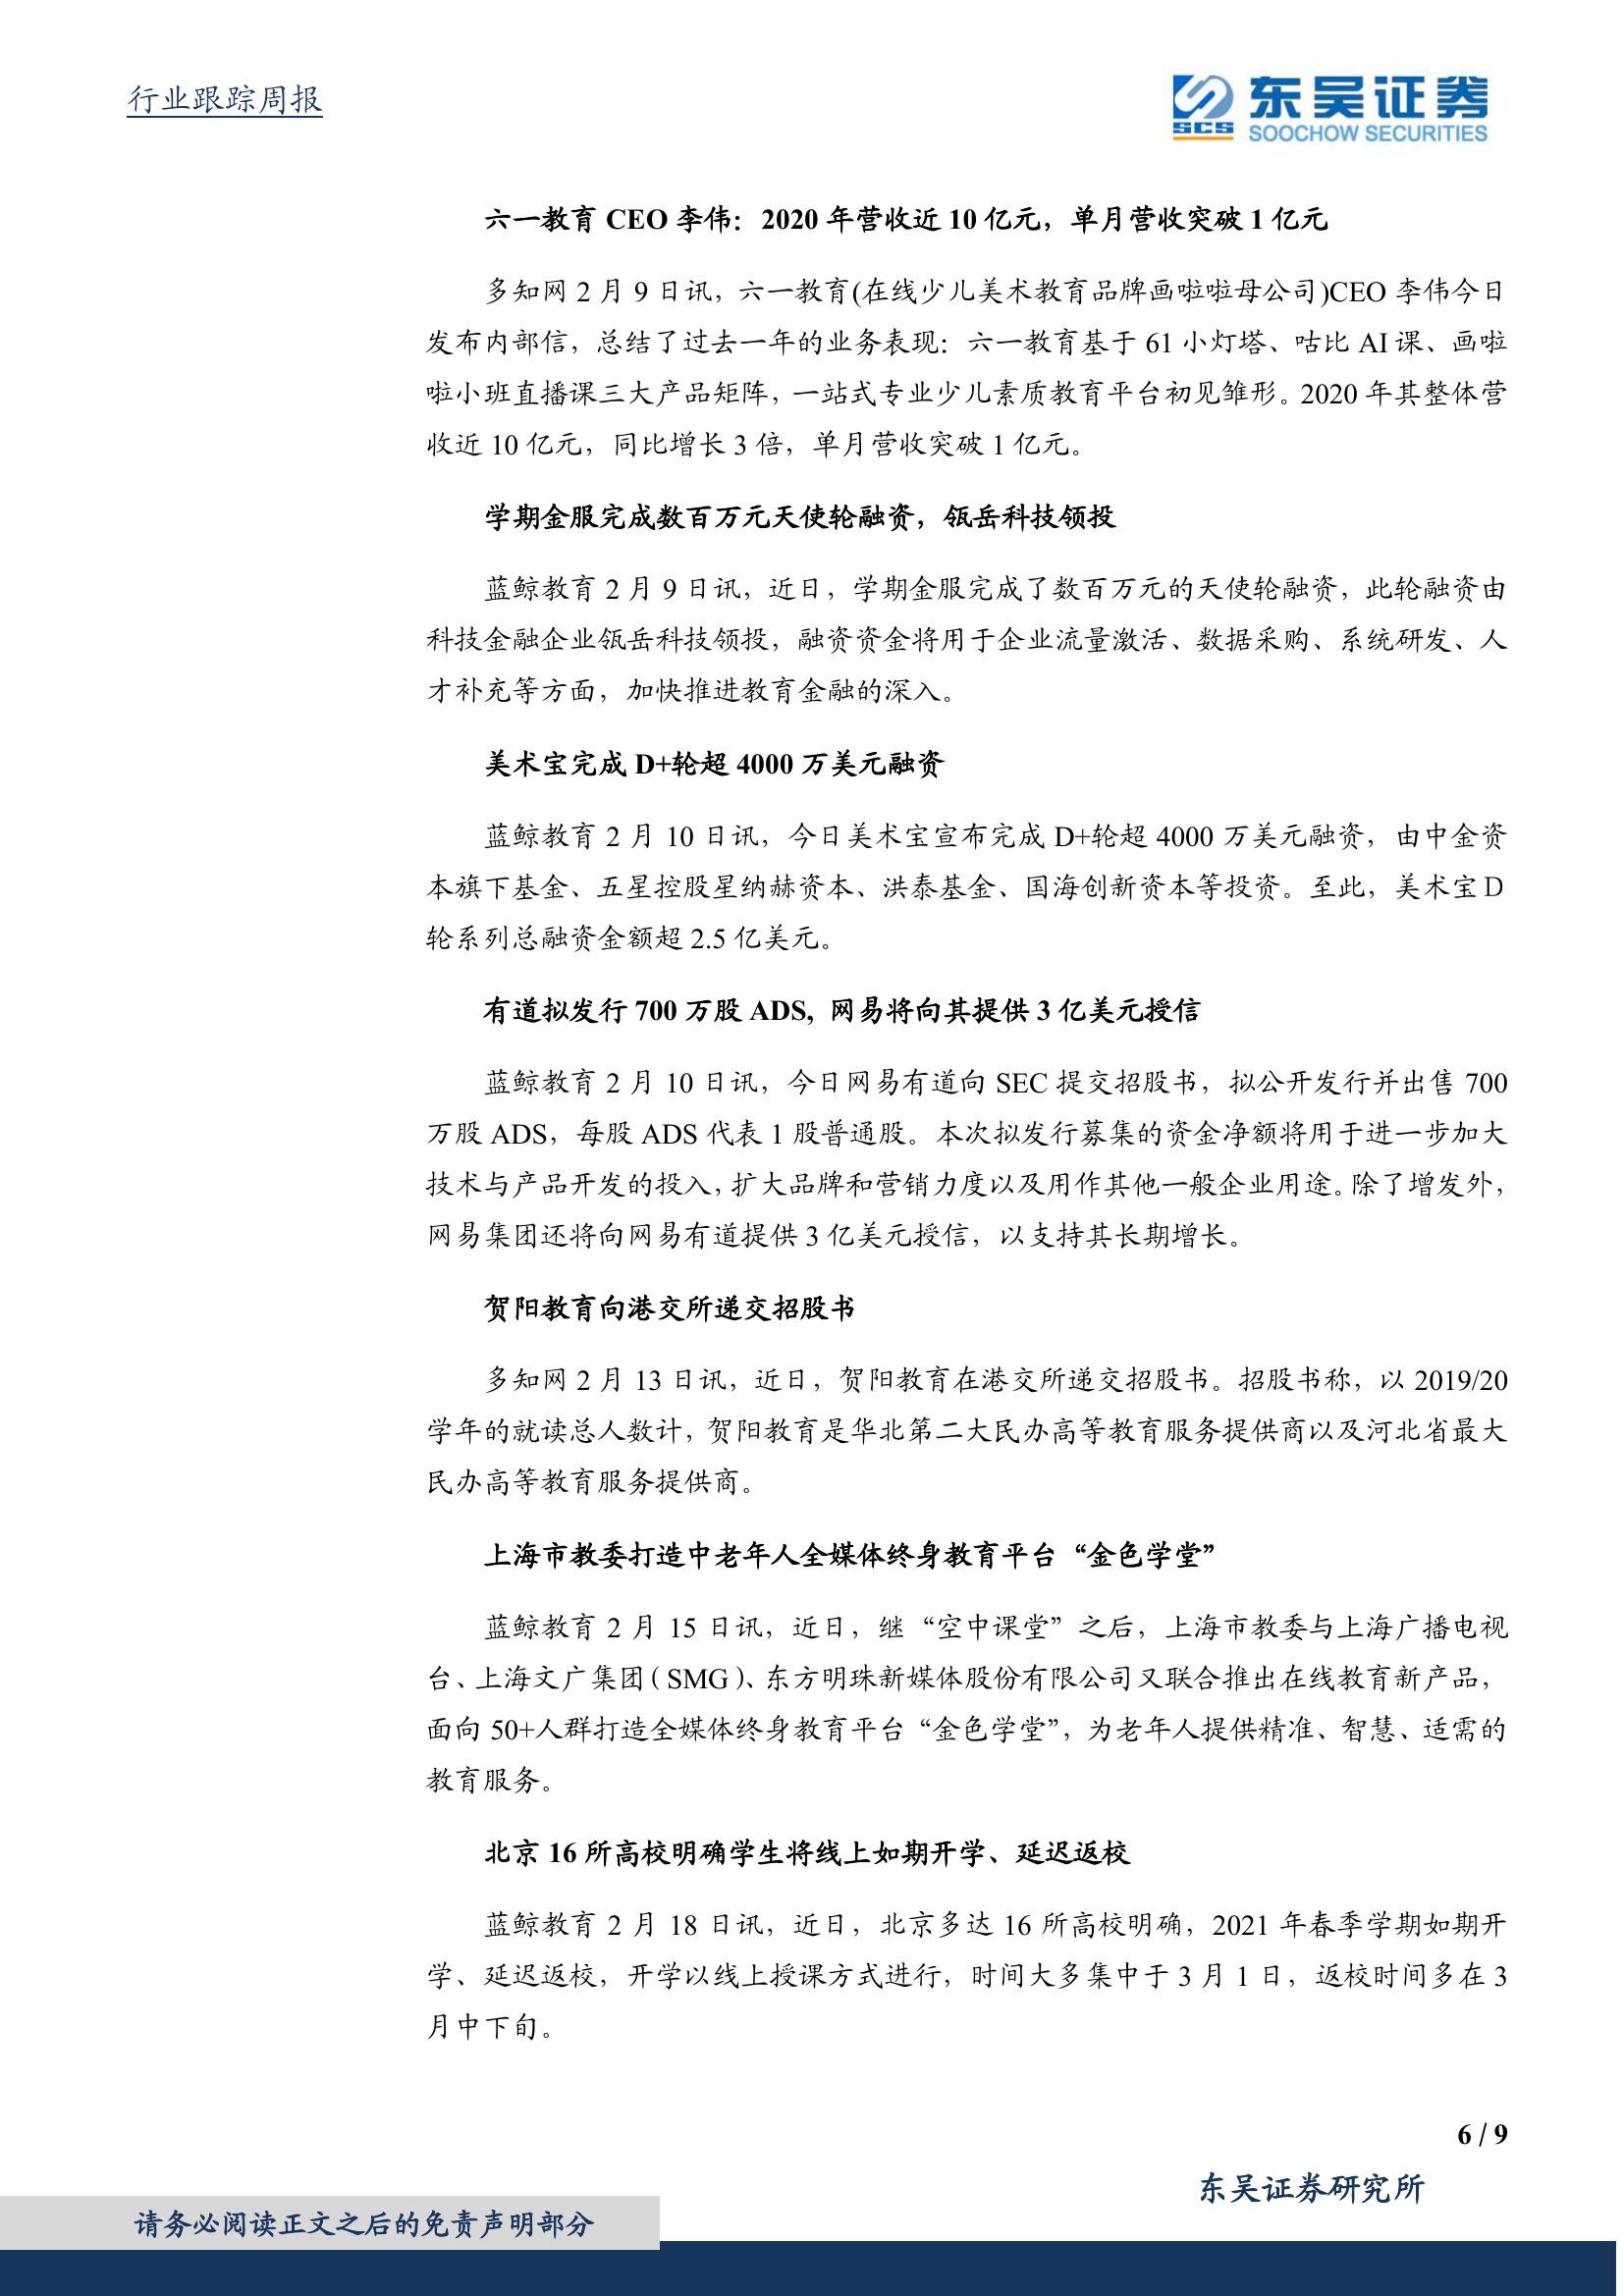 行业跟踪周报
SCS
东吴证券
SOOCHOW SECURITIES
六一教育 CEO 李伟：2020 年营收近 10 亿元，单月营收突破 1 亿元
多知网 2 月 9 日讯，六一教育(在线少儿美术教育品牌画啦啦母公司)CEO 李伟今日
发布内部信，总结了过去一年的业务表现：六一教育基于 61 小灯塔、咕比 AI 课、画啦
啦小班直播课三大产品矩阵，一站式专业少儿素质教育平台初见雏形。2020 年其整体营
收近 10 亿元，同比增长 3 倍，单月营收突破 1 亿元。
学期金服完成数百万元天使轮融资，瓴岳科技领投
蓝鲸教育 2 月 9 日讯，近日，学期金服完成了数百万元的天使轮融资，此轮融资由
科技金融企业瓴岳科技领投，融资资金将用于企业流量激活、数据采购、系统研发、人
才补充等方面，加快推进教育金融的深入。
美术宝完成 D+轮超 4000 万美元融资
蓝鲸教育 2 月 10 日讯，今日美术宝宣布完成 D+轮超 4000 万美元融资，由中金资
本旗下基金、五星控股星纳赫资本、洪泰基金、国海创新资本等投资。至此，美术宝 D
轮系列总融资金额超 2.5 亿美元。
有道拟发行 700 万股 ADS, 网易将向其提供 3 亿美元授信
蓝鲸教育 2 月 10 日讯，今日网易有道向 SEC 提交招股书，拟公开发行并出售 700
万股 ADS，每股 ADS 代表 1 股普通股。本次拟发行募集的资金净额将用于进一步加大
技术与产品开发的投入，扩大品牌和营销力度以及用作其他一般企业用途。除了增发外，
网易集团还将向网易有道提供 3 亿美元授信，以支持其长期增长。
贺阳教育向港交所递交招股书
多知网 2 月 13 日讯，近日，贺阳教育在港交所递交招股书。招股书称，以 2019/20
学年的就读总人数计，贺阳教育是华北第二大民办高等教育服务提供商以及河北省最大
民办高等教育服务提供商。
上海市教委打造中老年人全媒体终身教育平台“金色学堂”
蓝鲸教育 2 月 15 日讯，近日，继“空中课堂”之后，上海市教委与上海广播电视
台、上海文广集团（SMG）、东方明珠新媒体股份有限公司又联合推出在线教育新产品，
面向 50+人群打造全媒体终身教育平台“金色学堂”，为老年人提供精准、智慧、适需的
教育服务。
北京 16 所高校明确学生将线上如期开学、延迟返校
蓝鲸教育 2 月 18 日讯，近日，北京多达 16 所高校明确，2021 年春季学期如期开
学、延迟返校，开学以线上授课方式进行，时间大多集中于 3 月 1 日，返校时间多在 3
月中下旬。
6 / 9
东吴证券研究所
请务必阅读正文之后的免责声明部分